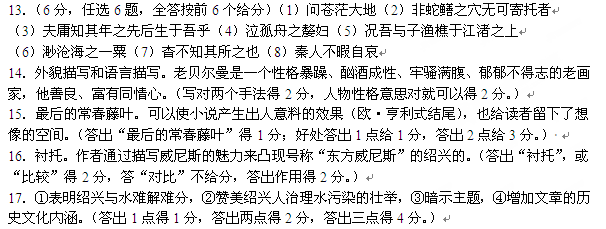 13.（6分，任选6题，全答按前6个给分）（1）问苍茫大地（2）非蛇鳝之穴无可寄托者
（3）夫庸知其年之先后生于吾乎（4）泣孤舟之嫠妇（5）况吾与子渔樵于江渚之上
（6）渺沧海之一粟（7）杳不知其所之也（8）秦人不暇自哀
14. 外貌描写和语言描写。老贝尔曼是一个性格暴躁、酗酒成性、牢骚满腹、郁郁不得志的老画
家，他善良、富有同情心。（写对两个手法得2分，人物性格意思对就可以得2分。）
15. 最后的常春藤叶。可以使小说产生出人意料的效果（欧·亨利式结尾），也给读者留下了想
像的空间。（答出“最后的常春藤叶”得1分；好处答出1点给1分，答出2点给3分。）·
16. 衬托。作者通过描写威尼斯的魅力来凸现号称“东方威尼斯”的绍兴的。（答出“衬托”，或
“比较”得2分，答“对比”不给分，答出作用得2分。）
17. ①表明绍兴与水难解难分，②赞美绍兴人治理水污染的壮举，③暗示主题，④增加文章的历
史文化内涵。（答出1点得1分，答出两点得2分，答出三点得4分。）